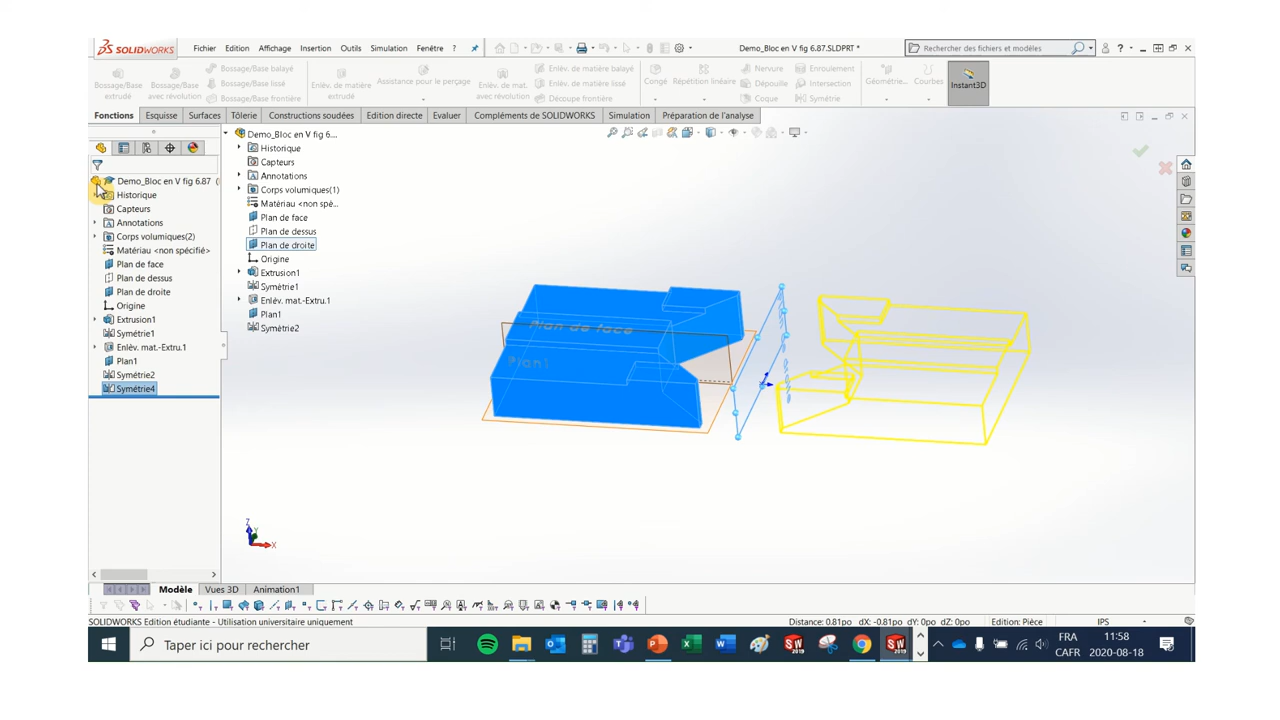 SOLIDWORKS Fichier Edition Affichage Insertion Outils Simulation Fenêtre ? Demo_Bloc en V fig 6.87.SLDPRT * Rechercher des fichiers et modèles
Bossage/Base extrudé
Bossage/Base avec révolution
Bossage/Base balayé
Bossage/Base lissé
Bossage/Base frontière
Enlèv. de matière extrudé
Assistance pour le perçage
Enlèv. de mat. avec révolution
Enlèv. de matière balayé
Enlèv. de matière lissé
Découpe frontière
Congé
Répétition linéaire
Nervure
Dépouille
Coque
Enroulement
Intersection
Symétrie
Géométrie...
Courbes
Instant3D
Fonctions Esquisse Surfaces Tôlerie Constructions soudées Edition directe Evaluer Compléments de SOLIDWORKS Simulation Préparation de l'analyse
Demo_Bloc en V fig 6.87 (
Historique
Capteurs
Annotations
Corps volumiques(2)
Matériau <non spécifié>
Plan de face
Plan de dessus
Plan de droite
Origine
Extrusion1
Symétrie1
Enlèv. mat.-Extru.1
Plan1
Symétrie2
Symétrie4
Demo_Bloc en V fig 6....
Historique
Capteurs
Annotations
Corps volumiques(1)
Matériau <non spé...
Plan de face
Plan de dessus
Plan de droite
Origine
Extrusion1
Symétrie1
Enlèv. mat.-Extru.1
Plan1
Symétrie2
Plan de face
Plan1
Z
Y
X
Modèle Vues 3D Animation1
SOLIDWORKS Edition étudiante - Utilisation universitaire uniquement Distance: 0.81po dX: -0.81po dY: 0po dZ: 0po Edition: Pièce IPS
Taper ici pour rechercher
SW 2019
SW 2019
FRA
CAFR
11:58
2020-08-18